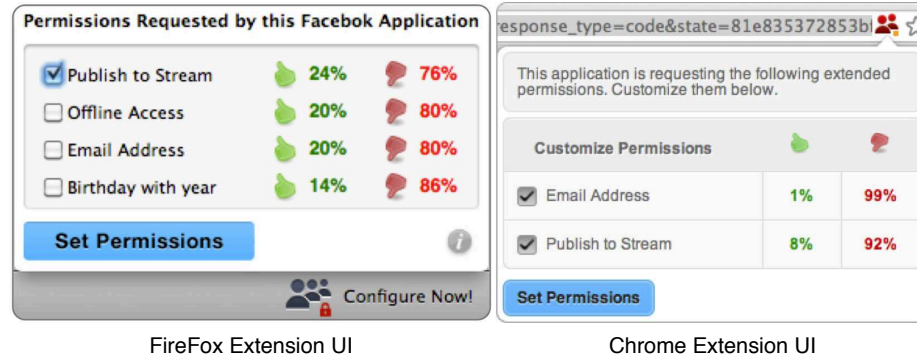 Permissions Requested by this Facebok Application
Publish to Stream 24% 76%
Offline Access 20% 80%
Email Address 20% 80%
Birthday with year 14% 86%
Set Permissions i
Configure Now!
FireFox Extension UI
response_type=code&state=81e835372853b
This application is requesting the following extended
permissions. Customize them below.
Customize Permissions
Email Address 1% 99%
Publish to Stream 8% 92%
Set Permissions
Chrome Extension UI